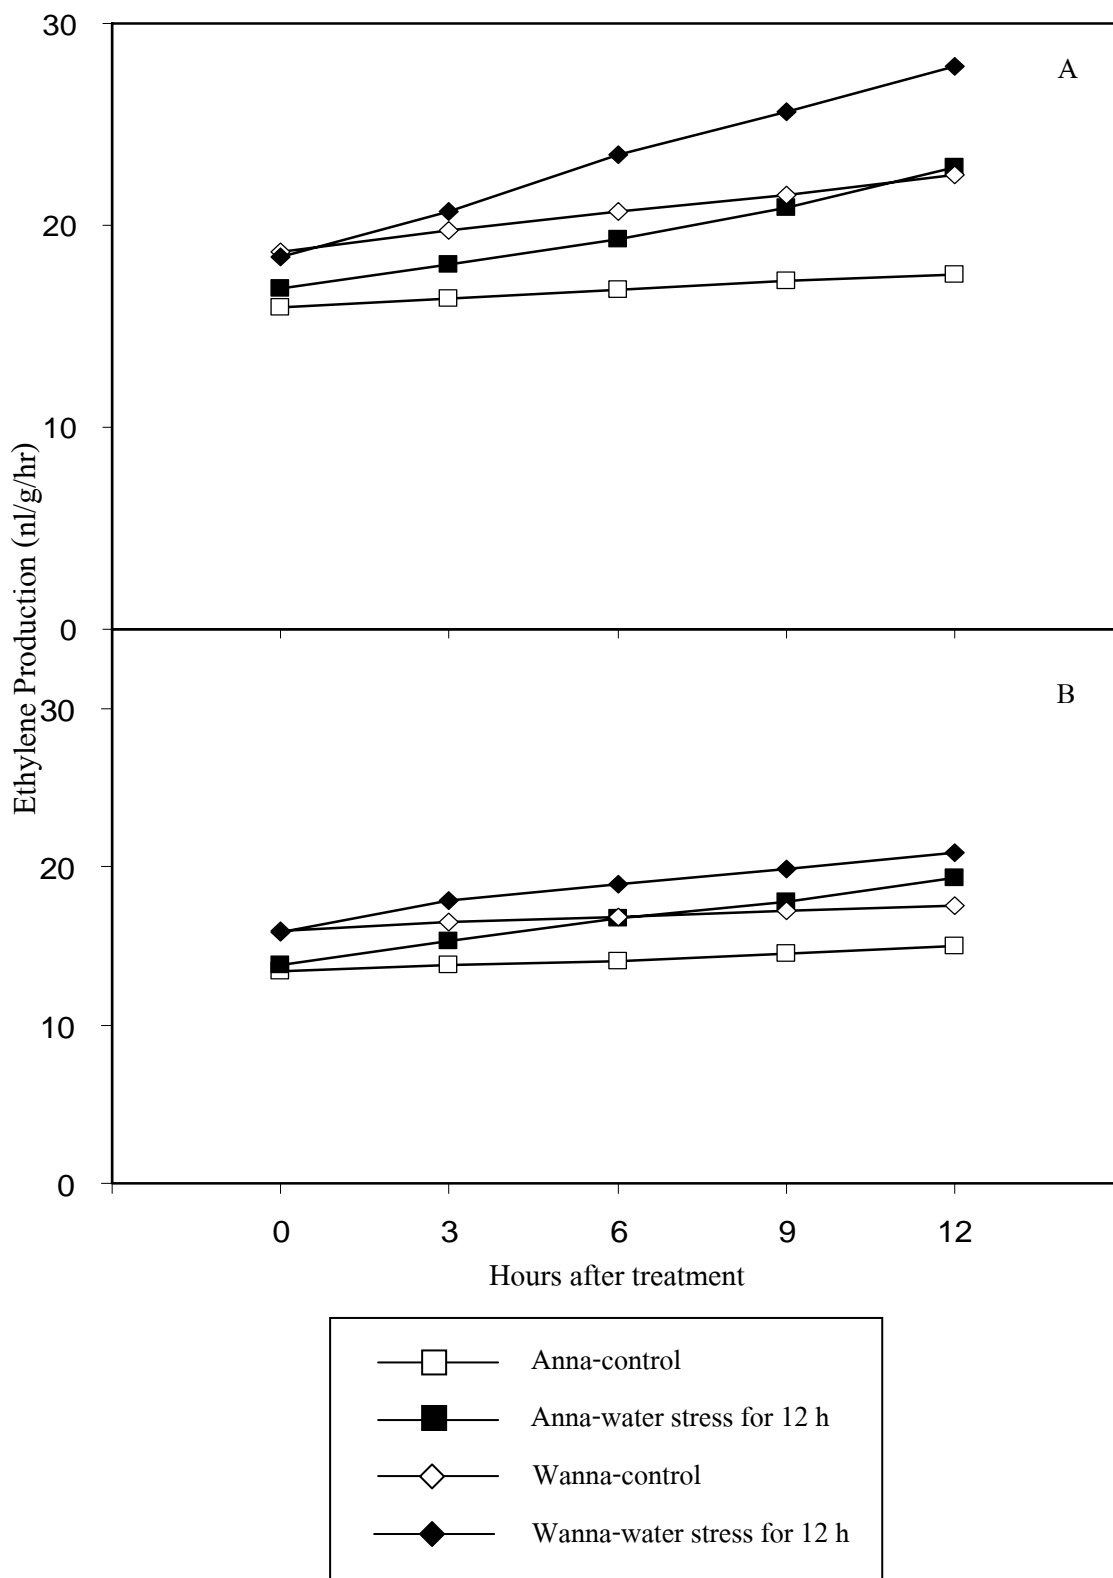 30
A
20
10
0
Ethylene Production (nl/g/hr)
30
B
20
10
0
0 3 6 9 12
Hours after treatment
Anna-control
Anna-water stress for 12 h
Wanna-control
Wanna-water stress for 12 h